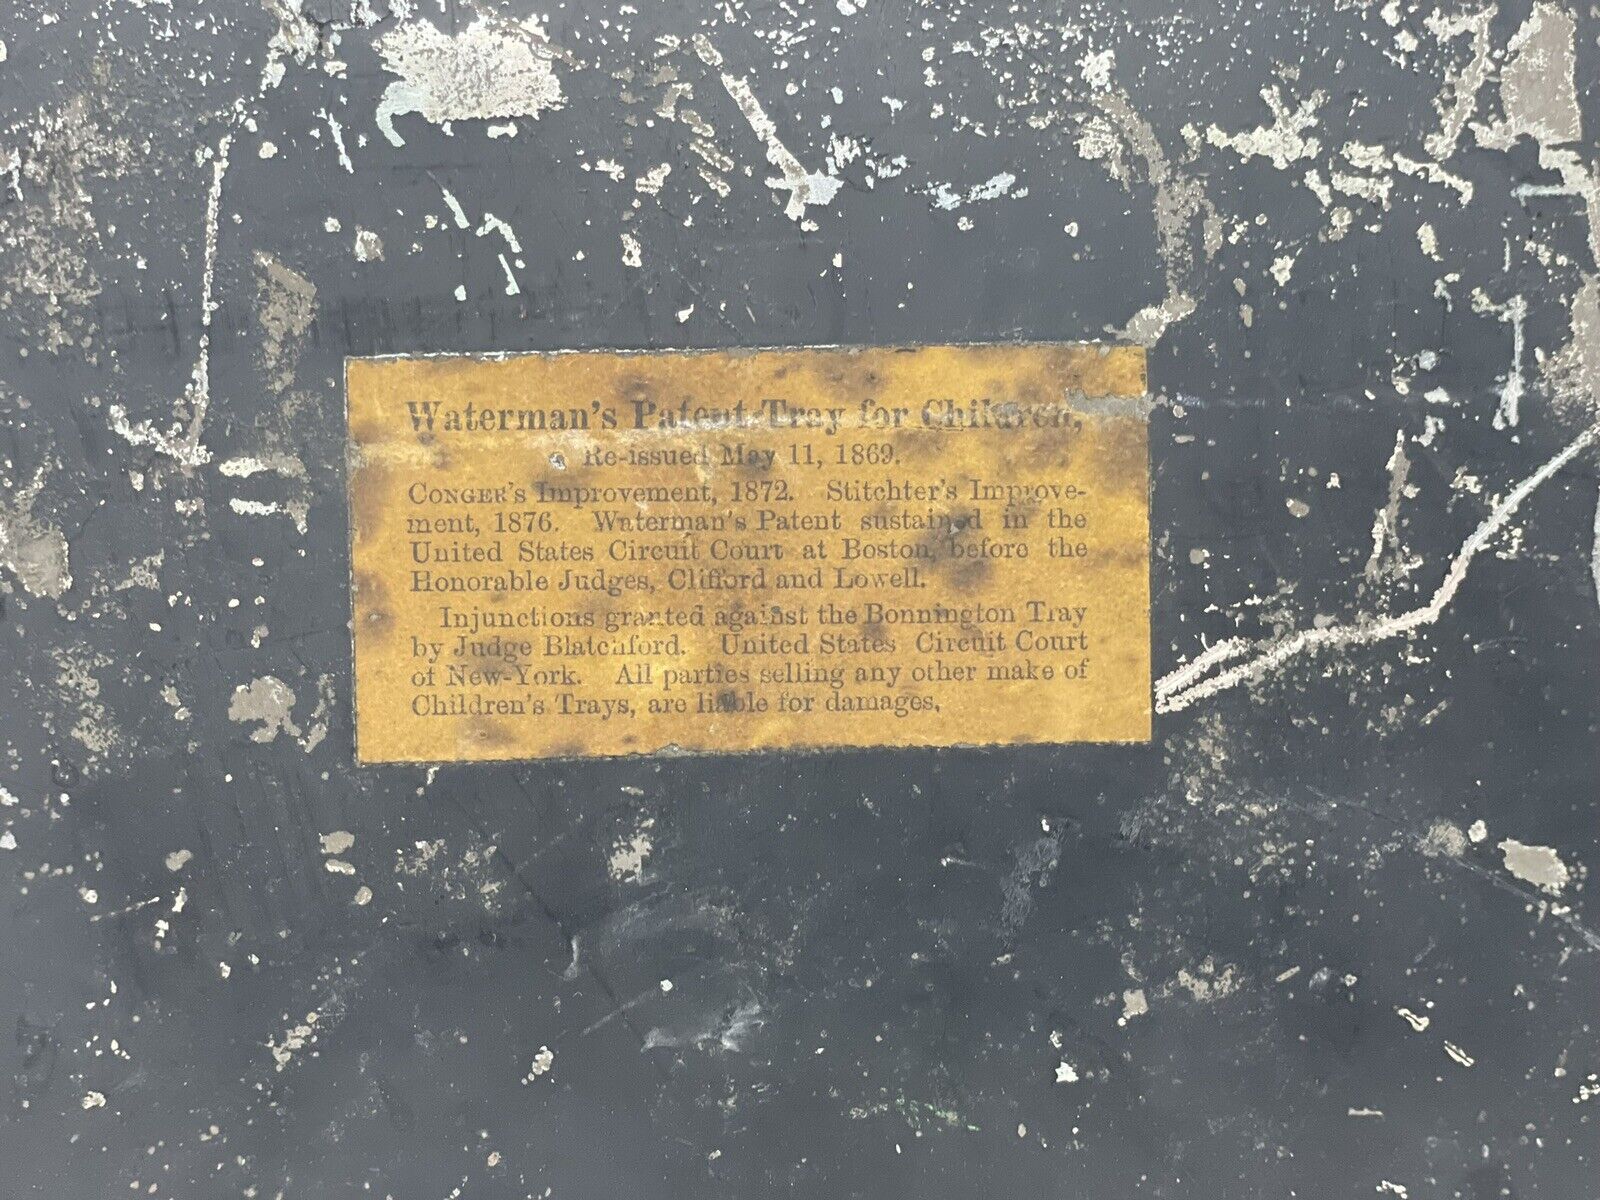 Waterman's Patent Tray for Children,
Re-issued May 11, 1869.
CONGER'S Improvement, 1872. Stitchter's Improve-
ment, 1876. Waterman's Patent sustained in the
United States Circuit Court at Boston, before the
Honorable Judges, Clifford and Lowell.
Injunctions granted against the Bonnington Tray
by Judge Blatchford. United States Circuit Court
of New-York. All parties selling any other make of
Children's Trays, are liable for damages.